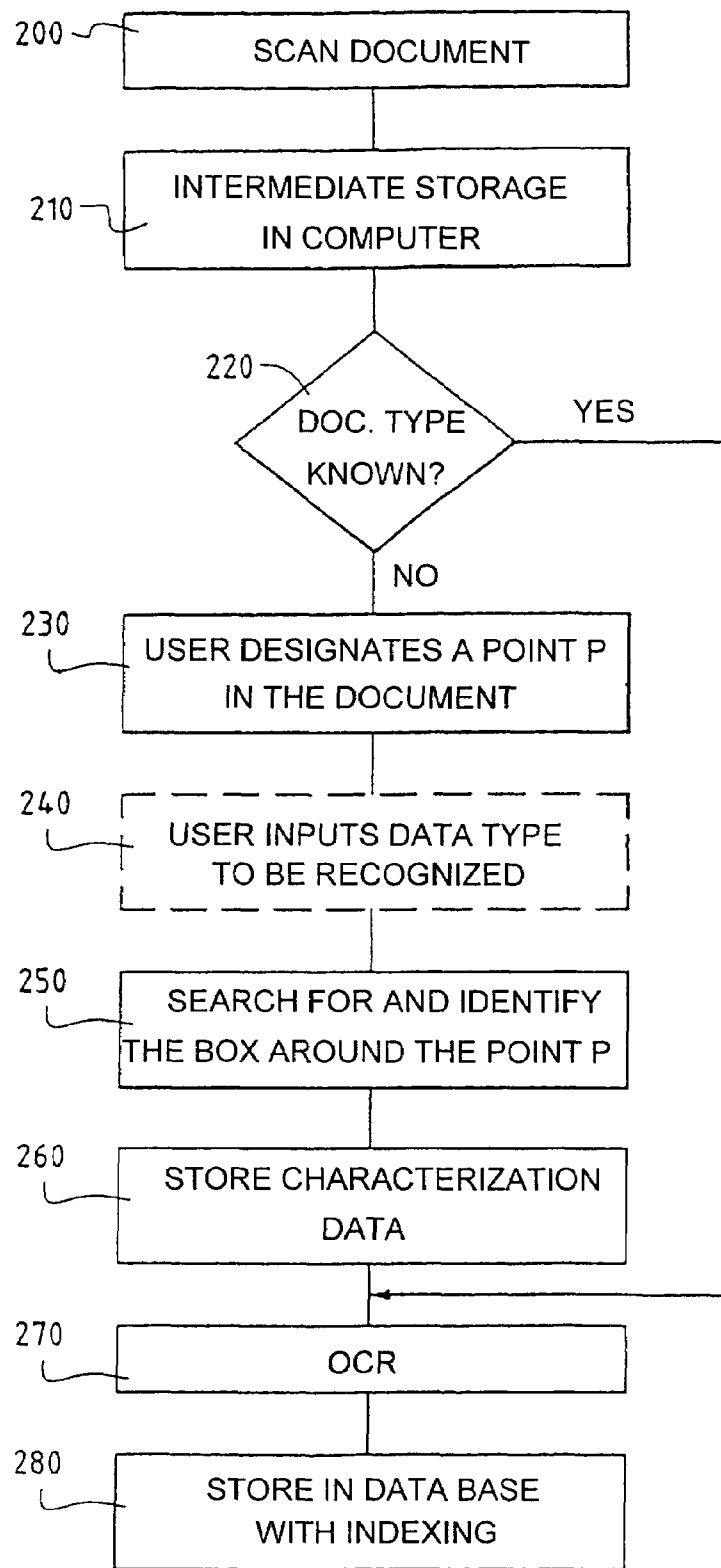 200
SCAN DOCUMENT
210
INTERMEDIATE STORAGE
IN COMPUTER
220
DOC. TYPE
KNOWN?
YES
NO
230
USER DESIGNATES A POINT P
IN THE DOCUMENT
240
USER INPUTS DATA TYPE
TO BE RECOGNIZED
250
SEARCH FOR AND IDENTIFY
THE BOX AROUND THE POINT P
260
STORE CHARACTERIZATION
DATA
270
OCR
280
STORE IN DATA BASE
WITH INDEXING